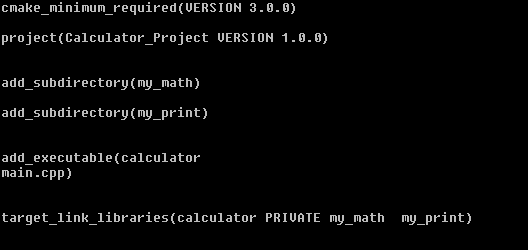 cmake_minimum_required(VERSION 3.0.0)
project(Calculator_Project VERSION 1.0.0)
add_subdirectory(my_math)
add_subdirectory(my_print)
add_executable(calculator
main.cpp)
target_link_libraries(calculator PRIVATE my_math  my_print)